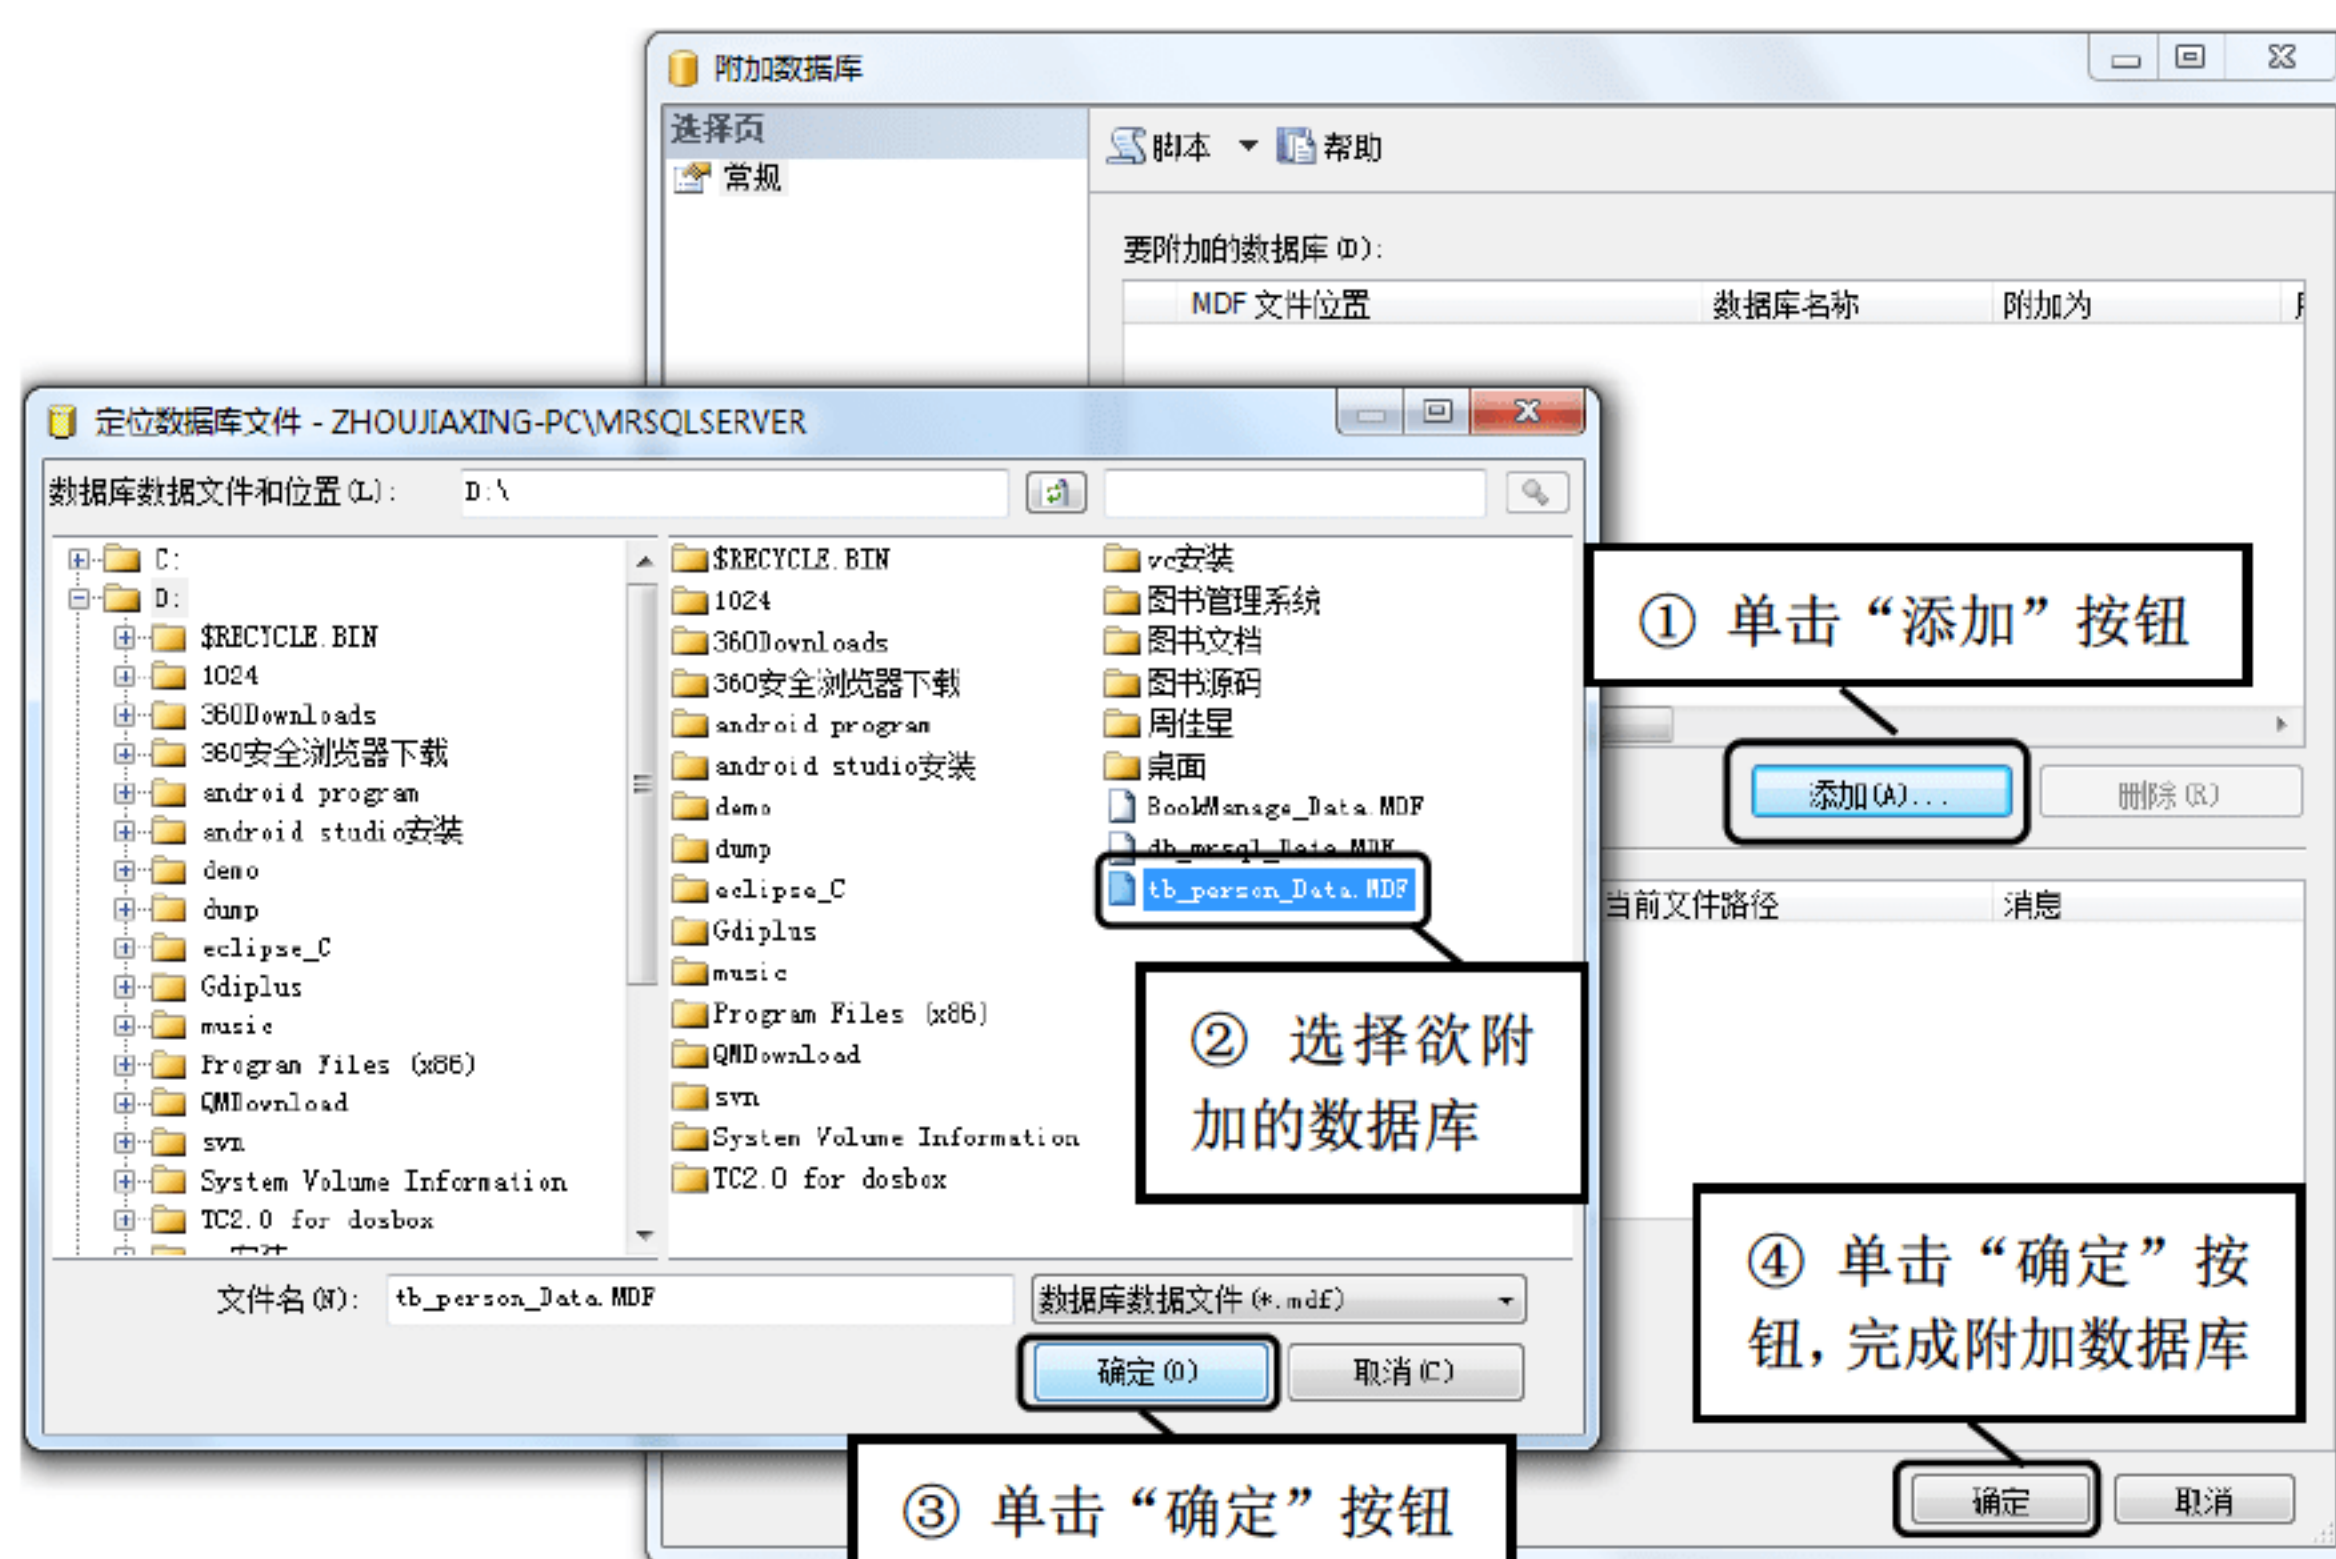 附加数据库
选择页
常规
脚本 帮助
要附加的数据库(D):
MDF 文件位置 数据库名称 附加为
定位数据库文件 - ZHOUJIAXING-PC\MRSQLSERVER
数据库数据文件和位置(L): D:\
C:
D:
$RECYCLE.BIN
1024
360Downloads
360安全浏览器下载
android program
android studio安装
demo
dump
eclipse_C
Gdiplus
music
Program Files (x86)
QMDownload
svn
System Volume Information
TC2.0 for dosbox
$RECYCLE.BIN
1024
360Downloads
360安全浏览器下载
android program
android studio安装
demo
dump
eclipse_C
Gdiplus
music
Program Files (x86)
QMDownload
svn
System Volume Information
TC2.0 for dosbox
vc安装
图书管理系统
图书文档
图书源码
周佳星
桌面
BookManage_Data.MDF
db_mrsql_Data.MDF
tb_person_Data.MDF
① 单击“添加”按钮
添加(A)... 删除(R)
当前文件路径 消息
② 选择欲附
加的数据库
文件名(N): tb_person_Data.MDF 数据库数据文件(*.mdf)
确定(O) 取消(C)
③ 单击“确定”按钮
④ 单击“确定”按
钮，完成附加数据库
确定 取消